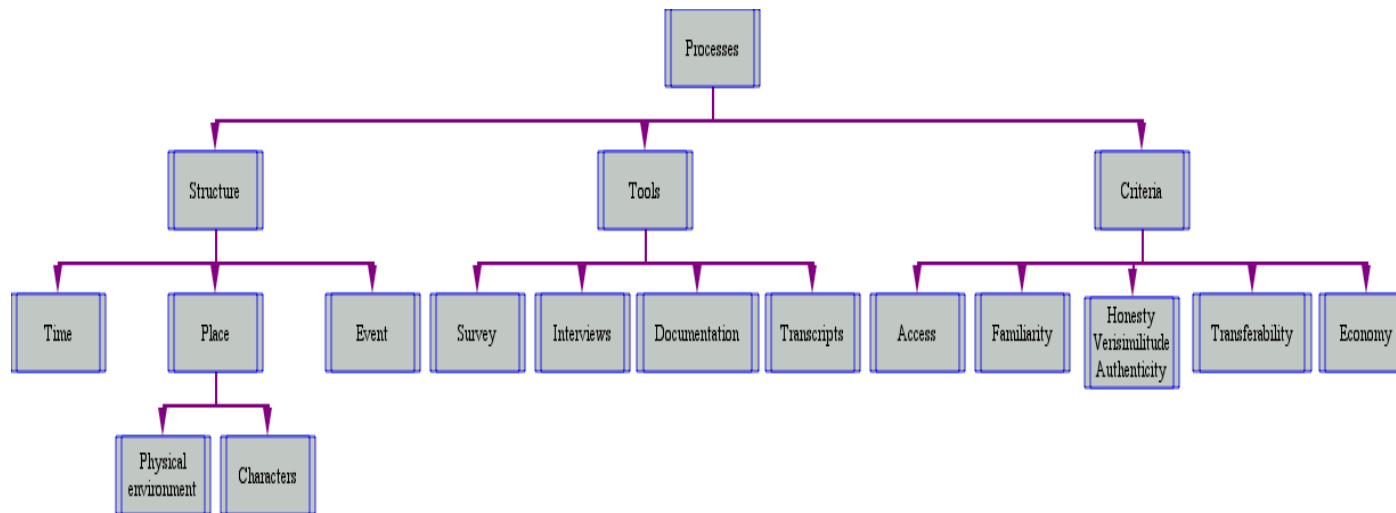 Processes
Structure
Tools
Criteria
Time
Place
Event
Survey
Interviews
Documentation
Transcripts
Access
Familiarity
Honesty
Verisimilitude
Authenticity
Transferability
Economy
Physical
environment
Characters